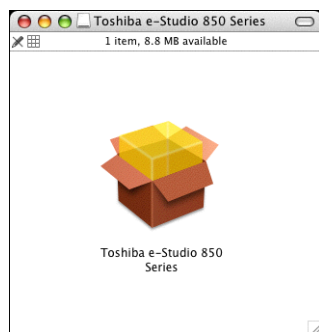 Toshiba e-Studio 850 Series
1 item, 8.8 MB available
Toshiba e-Studio 850
Series